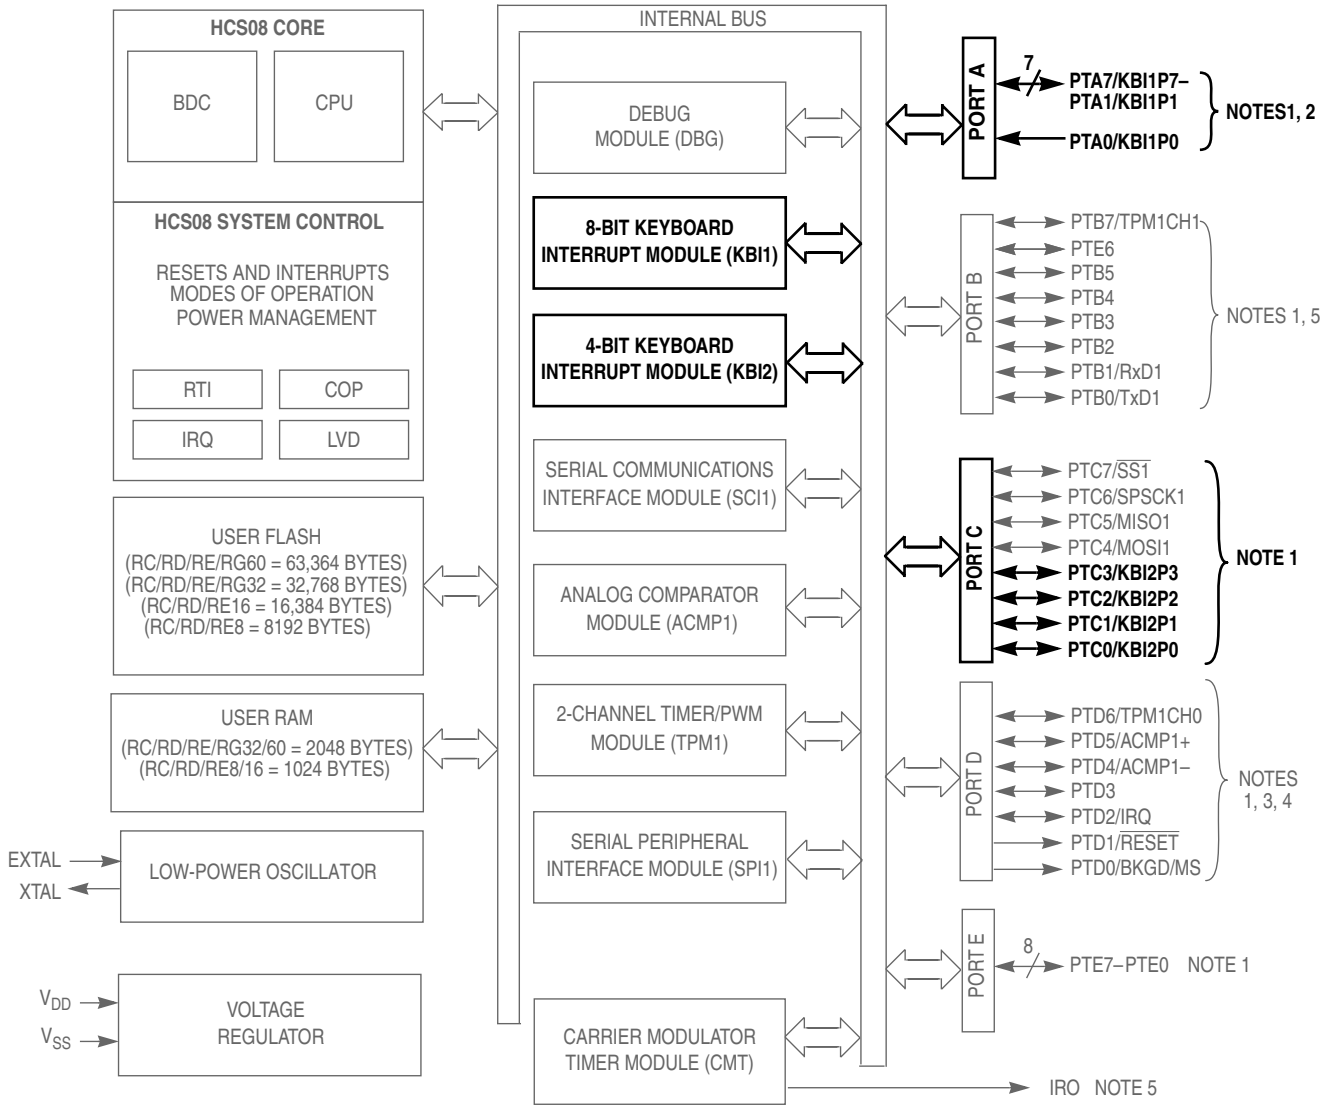 HCS08 CORE
BDC
CPU
HCS08 SYSTEM CONTROL
RESETS AND INTERRUPTS
MODES OF OPERATION
POWER MANAGEMENT
RTI
COP
IRQ
LVD
USER FLASH
(RC/RD/RE/RG60 = 63,364 BYTES)
(RC/RD/RE/RG32 = 32,768 BYTES)
(RC/RD/RE16 = 16,384 BYTES)
(RC/RD/RE8 = 8192 BYTES)
USER RAM
(RC/RD/RE/RG32/60 = 2048 BYTES)
(RC/RD/RE8/16 = 1024 BYTES)
EXTAL
XTAL
LOW-POWER OSCILLATOR
VDD
VSS
VOLTAGE
REGULATOR
INTERNAL BUS
DEBUG
MODULE (DBG)
8-BIT KEYBOARD
INTERRUPT MODULE (KBI1)
4-BIT KEYBOARD
INTERRUPT MODULE (KBI2)
SERIAL COMMUNICATIONS
INTERFACE MODULE (SCI1)
ANALOG COMPARATOR
MODULE (ACMP1)
2-CHANNEL TIMER/PWM
MODULE (TPM1)
SERIAL PERIPHERAL
INTERFACE MODULE (SPI1)
CARRIER MODULATOR
TIMER MODULE (CMT)
PORT A
7
PTA7/KBI1P7–
PTA1/KBI1P1
PTA0/KBI1P0
NOTES1, 2
PORT B
PTB7/TPM1CH1
PTE6
PTB5
PTB4
PTB3
PTB2
PTB1/RxD1
PTB0/TxD1
NOTES 1, 5
PORT C
PTC7/SS1
PTC6/SPSCK1
PTC5/MISO1
PTC4/MOSI1
PTC3/KBI2P3
PTC2/KBI2P2
PTC1/KBI2P1
PTC0/KBI2P0
NOTE 1
PORT D
PTD6/TPM1CH0
PTD5/ACMP1+
PTD4/ACMP1–
PTD3
PTD2/IRQ
PTD1/RESET
PTD0/BKGD/MS
NOTES
1, 3, 4
PORT E
8
PTE7–PTE0 NOTE 1
IRO NOTE 5